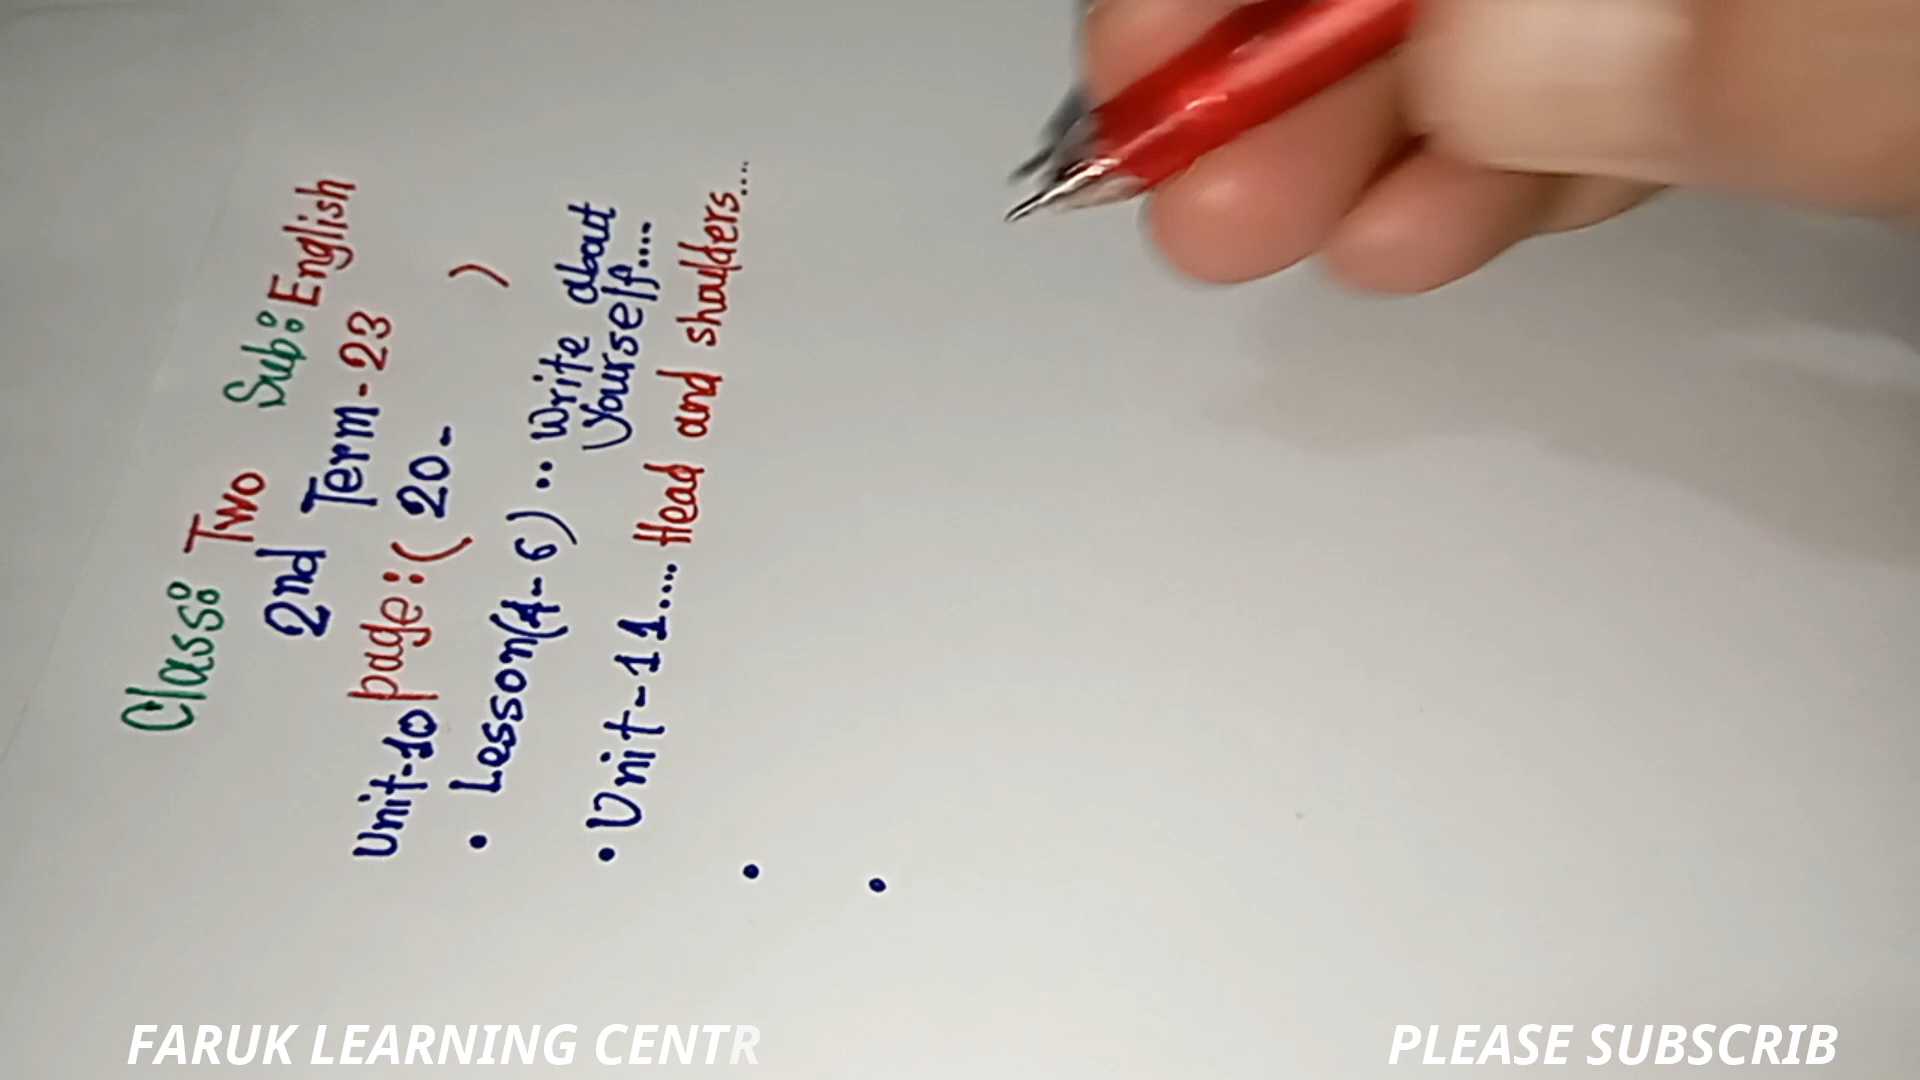 Class: Two Sub: English
2nd Term-23
Unit-10 page: ( 20- )
• Lesson(4-6) .. Write about
yourself....
• Unit-11.... Head and shoulders....
•
•
FARUK LEARNING CENTR
PLEASE SUBSCRIB